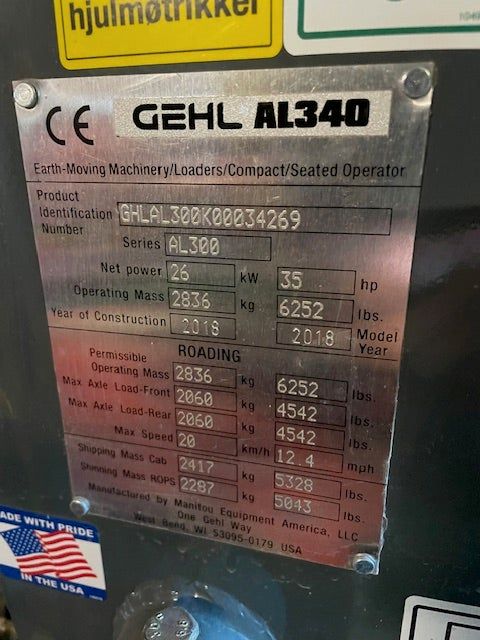 hjulmøtrikker
CE GEHL AL340
Earth-Moving Machinery/Loaders/Compact/Seated Operator
Product
Identification GHLAL300K00034269
Number
Series AL300
Net power 26 kW 35 hp
Operating Mass 2836 kg 6252 lbs.
Year of Construction 2018 2018 Model
Year
Permissible ROADING
Operating Mass 2836 kg 6252 lbs.
Max Axle Load-Front 2060 kg 4542 lbs.
Max Axle Load-Rear 2060 kg 4542 lbs.
Max Speed 20 km/h 12.4 mph
Shipping Mass Cab 2417 kg 5328 lbs.
Shipping Mass ROPS 2287 kg 5043 lbs.
Manufactured by Manitou Equipment America, LLC
One Gehl Way
West Bend, WI 53095-0179 USA
MADE WITH PRIDE
IN THE USA